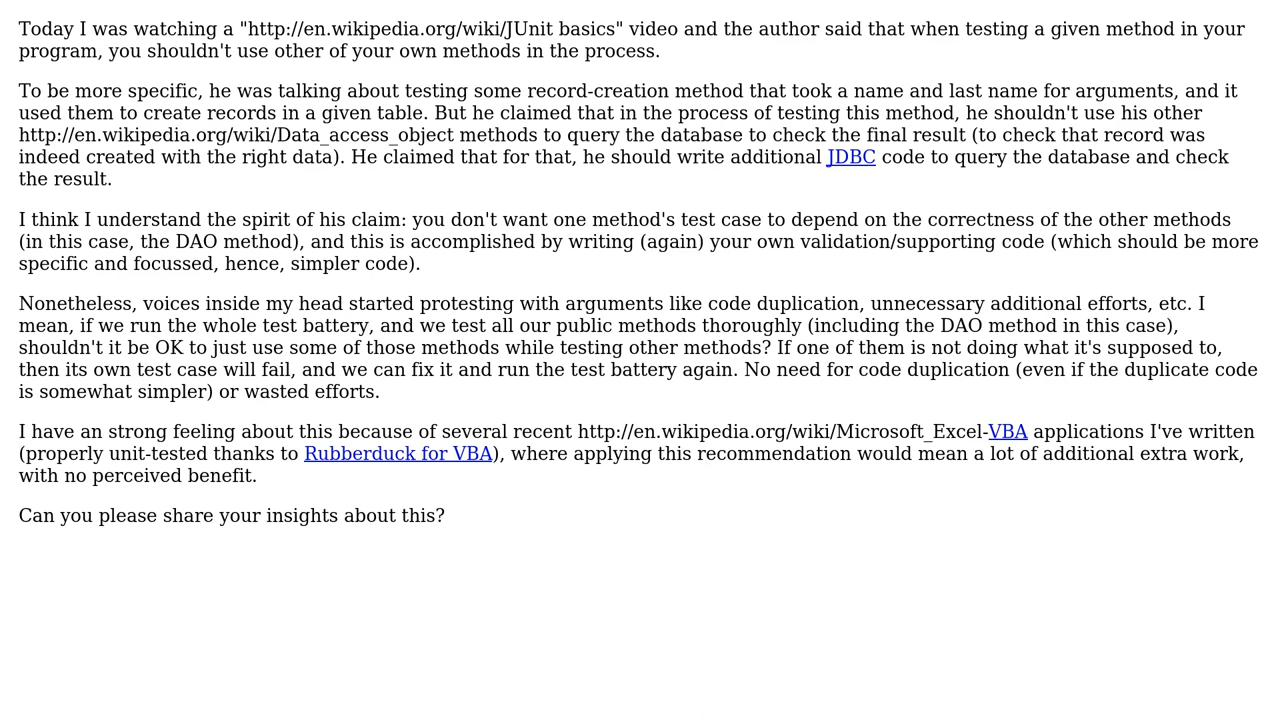 Today I was watching a "http://en.wikipedia.org/wiki/JUnit basics" video and the author said that when testing a given method in your
program, you shouldn't use other of your own methods in the process.
To be more specific, he was talking about testing some record-creation method that took a name and last name for arguments, and it
used them to create records in a given table. But he claimed that in the process of testing this method, he shouldn't use his other
http://en.wikipedia.org/wiki/Data_access_object methods to query the database to check the final result (to check that record was
indeed created with the right data). He claimed that for that, he should write additional JDBC code to query the database and check
the result.
I think I understand the spirit of his claim: you don't want one method's test case to depend on the correctness of the other methods
(in this case, the DAO method), and this is accomplished by writing (again) your own validation/supporting code (which should be more
specific and focussed, hence, simpler code).
Nonetheless, voices inside my head started protesting with arguments like code duplication, unnecessary additional efforts, etc. I
mean, if we run the whole test battery, and we test all our public methods thoroughly (including the DAO method in this case),
shouldn't it be OK to just use some of those methods while testing other methods? If one of them is not doing what it's supposed to,
then its own test case will fail, and we can fix it and run the test battery again. No need for code duplication (even if the duplicate code
is somewhat simpler) or wasted efforts.
I have an strong feeling about this because of several recent http://en.wikipedia.org/wiki/Microsoft_Excel-VBA applications I've written
(properly unit-tested thanks to Rubberduck for VBA), where applying this recommendation would mean a lot of additional extra work,
with no perceived benefit.
Can you please share your insights about this?